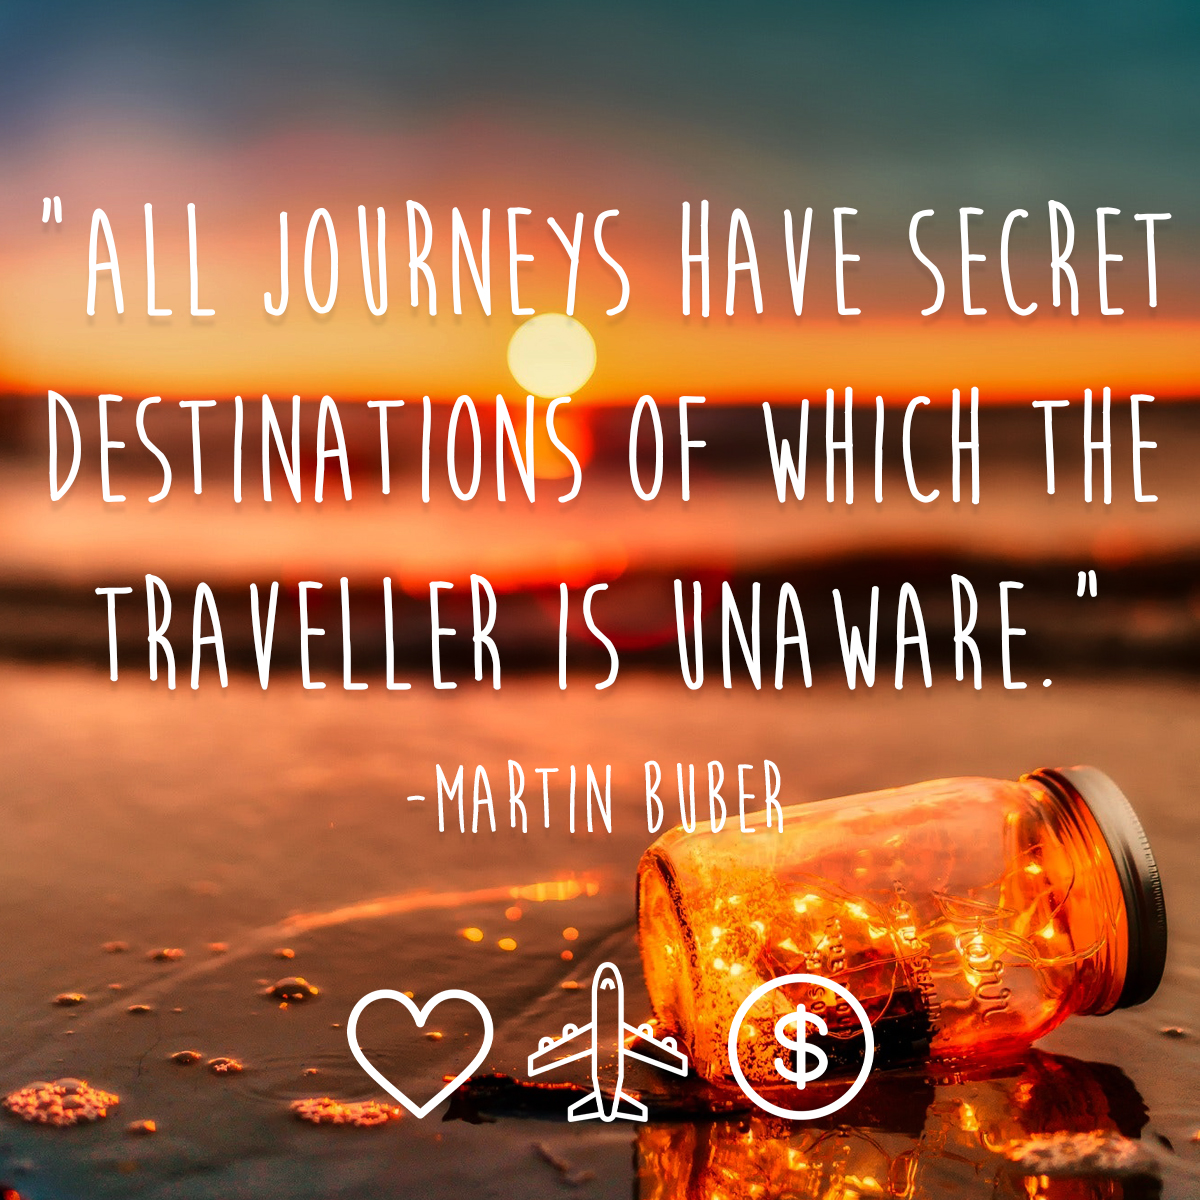 "ALL JOURNEYS HAVE SECRET
DESTINATIONS OF WHICH THE
TRAVELLER IS UNAWARE."
-MARTIN BUBER
$